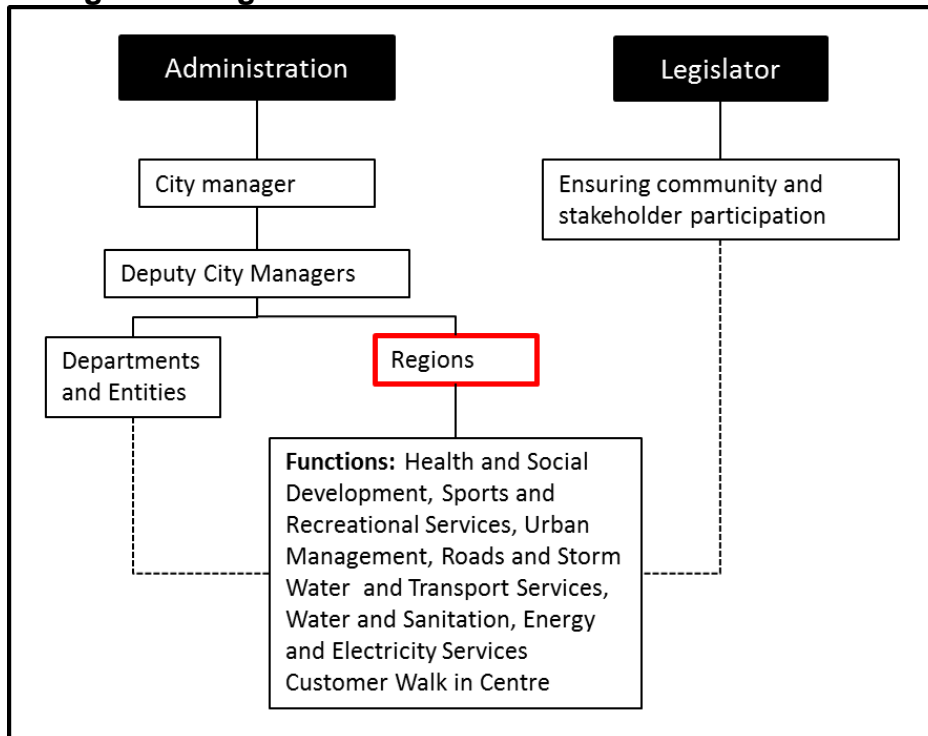 Administration
Legislator
City manager
Ensuring community and
stakeholder participation
Deputy City Managers
Departments
and Entities
Regions
Functions: Health and Social
Development, Sports and
Recreational Services, Urban
Management, Roads and Storm
Water and Transport Services,
Water and Sanitation, Energy
and Electricity Services
Customer Walk in Centre